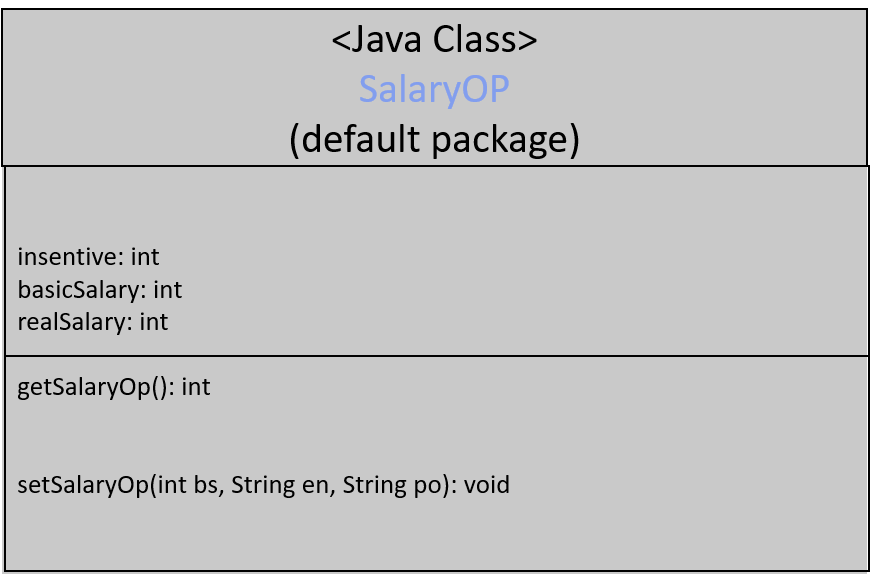 <Java Class>
SalaryOP
(default package)
insentive: int
basicSalary: int
realSalary: int
getSalaryOp(): int
setSalaryOp(int bs, String en, String po): void